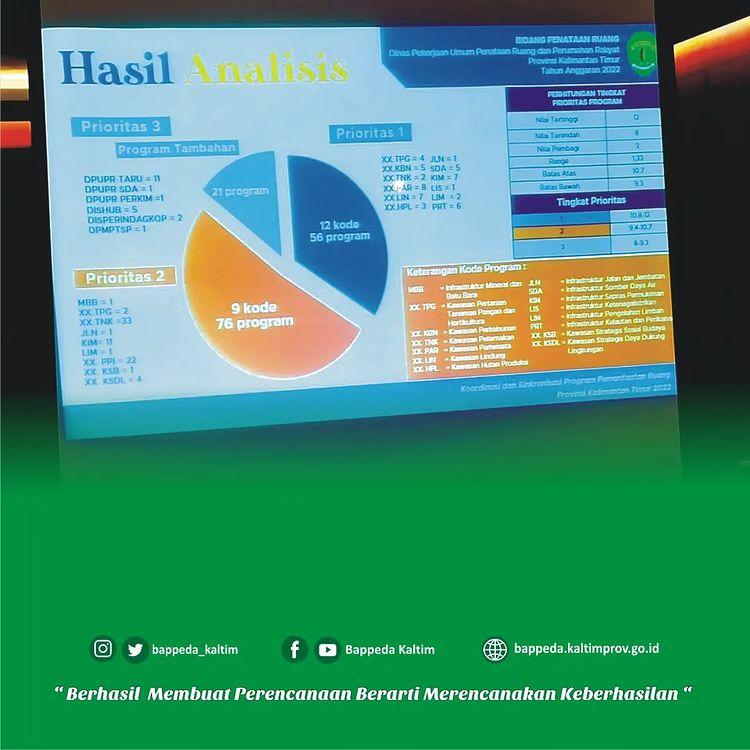 Hasil Analisis
BIDANG PENATAAN RUANG
Dinas Pekerjaan Umum Penataan Ruang dan Perumahan Rakyat
Provinsi Kalimantan Timur
Tahun Anggaran 2022
Prioritas 3
Program Tambahan
DPUPR TARU = 11
DPUPR SDA = 1
DPUPR PERKIM =1
DISHUB = 5
DISPERINDAGKOP = 2
DPMPTSP = 1
21 program
Prioritas 1
XX.TPG = 4 JLN = 1
XX.KBN = 5 SDA = 5
XX.TNK = 2 KIM = 7
XX.PAR = 8 LIS = 1
XX.LIN = 7 LIM = 2
XX.HPL = 3 PRT = 6
12 kode
56 program
Prioritas 2
MBB = 1
XX.TPG = 2
XX.TNK =33
JLN = 1
KIM= 11
LIM = 1
XX. PPI = 22
XX. KSB = 1
XX. KSDL = 4
9 kode
76 program
PERHITUNGAN TINGKAT
PRIORITAS PROGRAM
Nilai Tertinggi 12
Nilai Terendah 8
Nilai Pembagi 3
Range 1,33
Batas Atas 10.7
Batas Bawah 9.3
Tingkat Prioritas
1 10.8-12
2 9.4-10.7
3 8-9.3
Keterangan Kode Program :
MBB = Infrastruktur Mineral dan
Batu Bara
XX. TPG = Kawasan Pertanian
Tanaman Pangan dan
Hortikultura
XX. KBN = Kawasan Perkebunan
XX. TNK = Kawasan Peternakan
XX. PAR = Kawasan Pariwisata
XX. LIN = Kawasan Lindung
XX. HPL = Kawasan Hutan Produksi
JLN = Infrastruktur Jalan dan Jembatan
SDA = Infrastruktur Sumber Daya Air
KIM = Infrastruktur Sapras Permukiman
LIS = Infrastruktur Ketenagalistrikan
LIM = Infrastruktur Pengolahan Limbah
PRT = Infrastruktur Kelautan dan Perikanan
XX. KSB = Kawasan Strategis Sosial Budaya
XX. KSDL = Kawasan Strategis Daya Dukung
Lingkungan
Koordinasi dan Sinkronisasi Program Pemanfaatan Ruang
Provinsi Kalimantan Timur 2022
bappeda_kaltim
Bappeda Kaltim
bappeda.kaltimprov.go.id
“ Berhasil Membuat Perencanaan Berarti Merencanakan Keberhasilan “